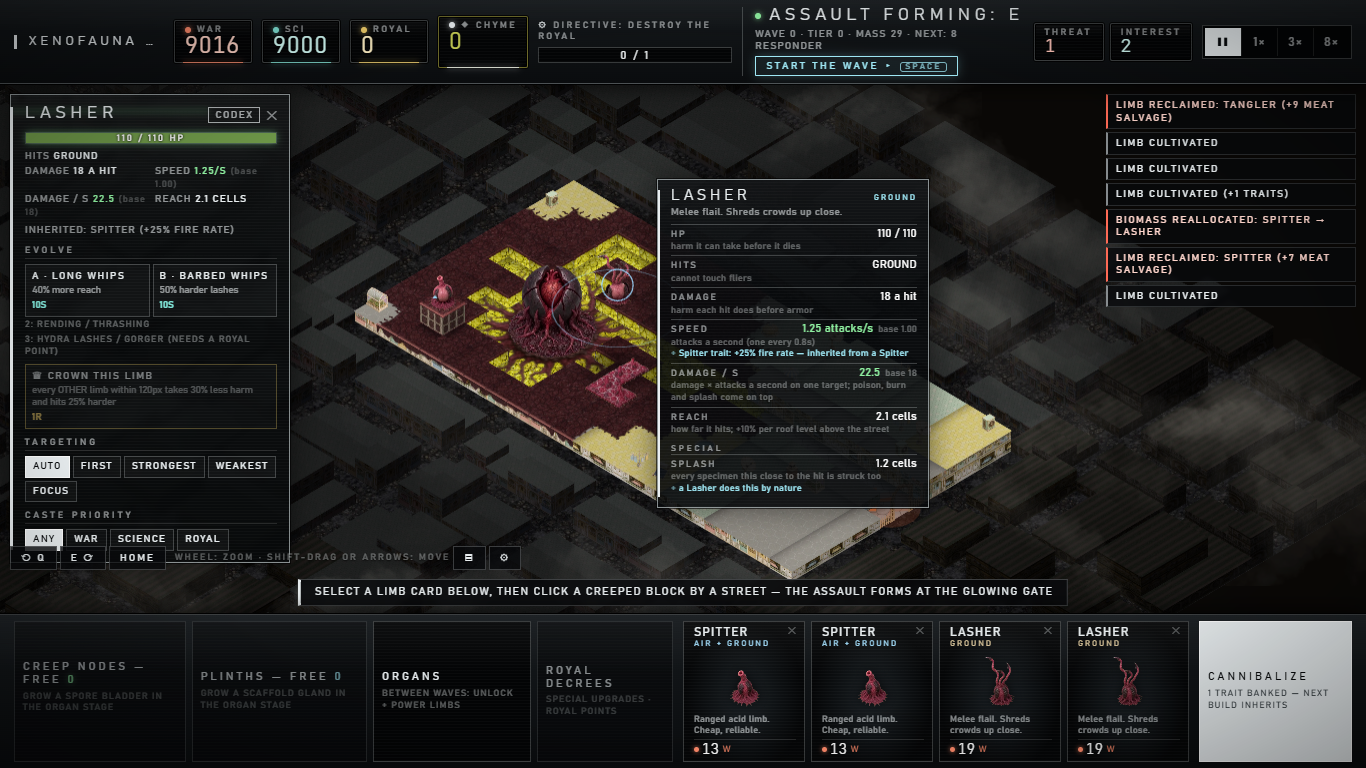 XENOFAUNA …
WAR
9016
SCI
9000
ROYAL
0
CHYME
0
DIRECTIVE: DESTROY THE
ROYAL
0 / 1
ASSAULT FORMING: E
WAVE 0 · TIER 0 · MASS 29 · NEXT: 8
RESPONDER
START THE WAVE ▸ SPACE
THREAT
1
INTEREST
2
1×
3×
8×
LASHER
CODEX
110 / 110 HP
HITS GROUND
DAMAGE 18 A HIT
SPEED 1.25/S (base
1.00)
DAMAGE / S 22.5 (base
18)
REACH 2.1 CELLS
INHERITED: SPITTER (+25% FIRE RATE)
EVOLVE
A · LONG WHIPS
40% more reach
10S
B · BARBED WHIPS
50% harder lashes
10S
2: RENDING / THRASHING
3: HYDRA LASHES / GORGER (NEEDS A ROYAL
POINT)
♛ CROWN THIS LIMB
every OTHER limb within 120px takes 30% less harm
and hits 25% harder
1R
TARGETING
AUTO
FIRST
STRONGEST
WEAKEST
FOCUS
CASTE PRIORITY
ANY
WAR
SCIENCE
ROYAL
Q
E
HOME
WHEEL: ZOOM · SHIFT-DRAG OR ARROWS: MOVE
LASHER
GROUND
Melee flail. Shreds crowds up close.
HP
110 / 110
harm it can take before it dies
HITS
GROUND
cannot touch fliers
DAMAGE
18 a hit
harm each hit does before armor
SPEED
1.25 attacks/s base 1.00
attacks a second (one every 0.8s)
+ Spitter trait: +25% fire rate — inherited from a Spitter
DAMAGE / S
22.5 base 18
damage × attacks a second on one target; poison, burn
and splash come on top
REACH
2.1 cells
how far it hits; +10% per roof level above the street
SPECIAL
SPLASH
1.2 cells
every specimen this close to the hit is struck too
+ a Lasher does this by nature
LIMB RECLAIMED: TANGLER (+9 MEAT
SALVAGE)
LIMB CULTIVATED
LIMB CULTIVATED
LIMB CULTIVATED (+1 TRAITS)
BIOMASS REALLOCATED: SPITTER →
LASHER
LIMB RECLAIMED: SPITTER (+7 MEAT
SALVAGE)
LIMB CULTIVATED
SELECT A LIMB CARD BELOW, THEN CLICK A CREEPED BLOCK BY A STREET — THE ASSAULT FORMS AT THE GLOWING GATE
CREEP NODES —
FREE 0
GROW A SPORE BLADDER IN
THE ORGAN STAGE
PLINTHS — FREE 0
GROW A SCAFFOLD GLAND IN
THE ORGAN STAGE
ORGANS
BETWEEN WAVES: UNLOCK
+ POWER LIMBS
ROYAL
DECREES
SPECIAL UPGRADES ·
ROYAL POINTS
SPITTER
AIR + GROUND
Ranged acid limb.
Cheap, reliable.
13 W
SPITTER
AIR + GROUND
Ranged acid limb.
Cheap, reliable.
13 W
LASHER
GROUND
Melee flail. Shreds
crowds up close.
19 W
LASHER
GROUND
Melee flail. Shreds
crowds up close.
19 W
CANNIBALIZE
1 TRAIT BANKED — NEXT
BUILD INHERITS